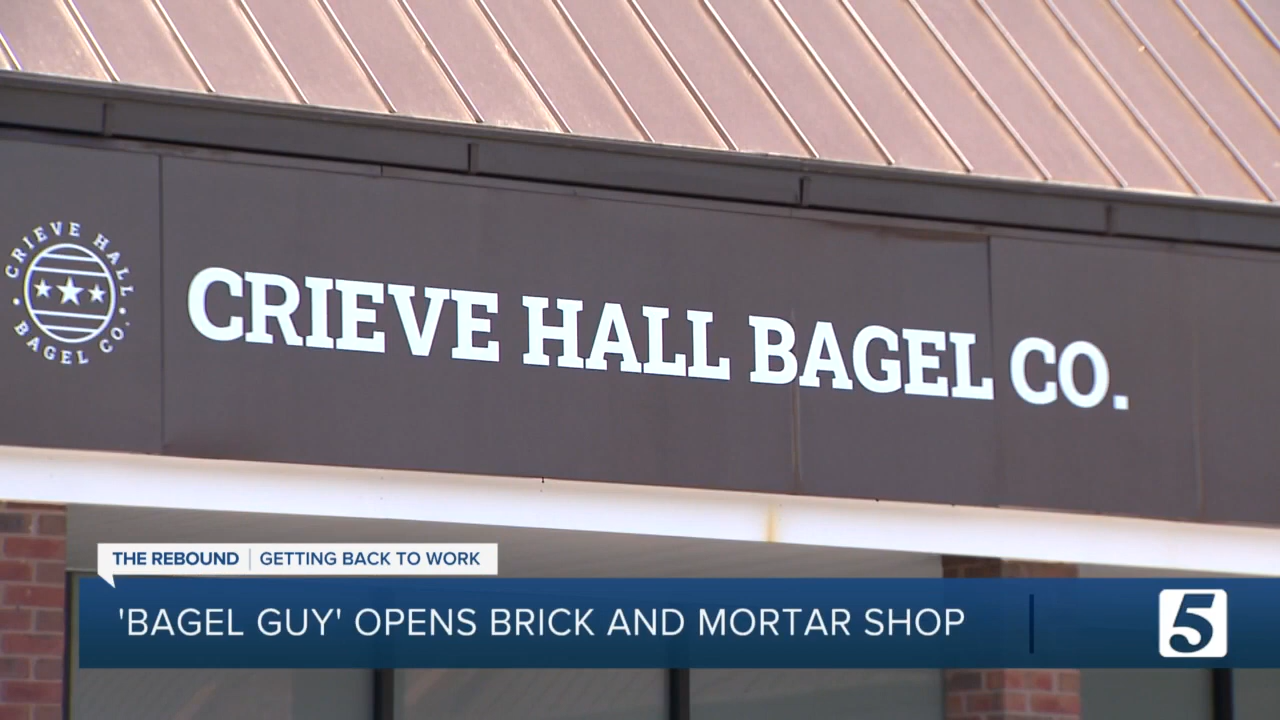 CRIEVE HALL
BAGEL CO.
CRIEVE HALL BAGEL CO.
THE REBOUND | GETTING BACK TO WORK
'BAGEL GUY' OPENS BRICK AND MORTAR SHOP
5